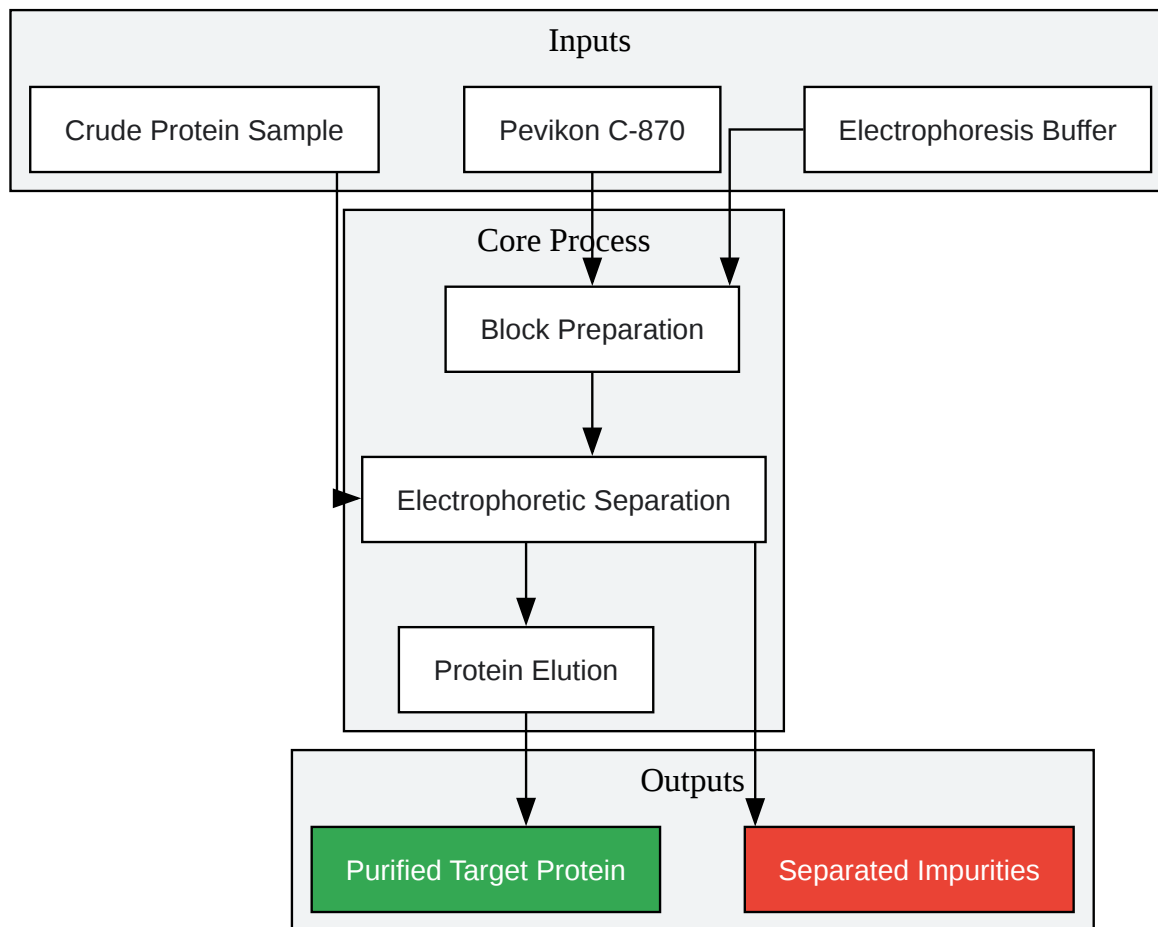 Inputs
Crude Protein Sample
Pevikon C-870
Electrophoresis Buffer
Core Process
Block Preparation
Electrophoretic Separation
Protein Elution
Outputs
Purified Target Protein
Separated Impurities